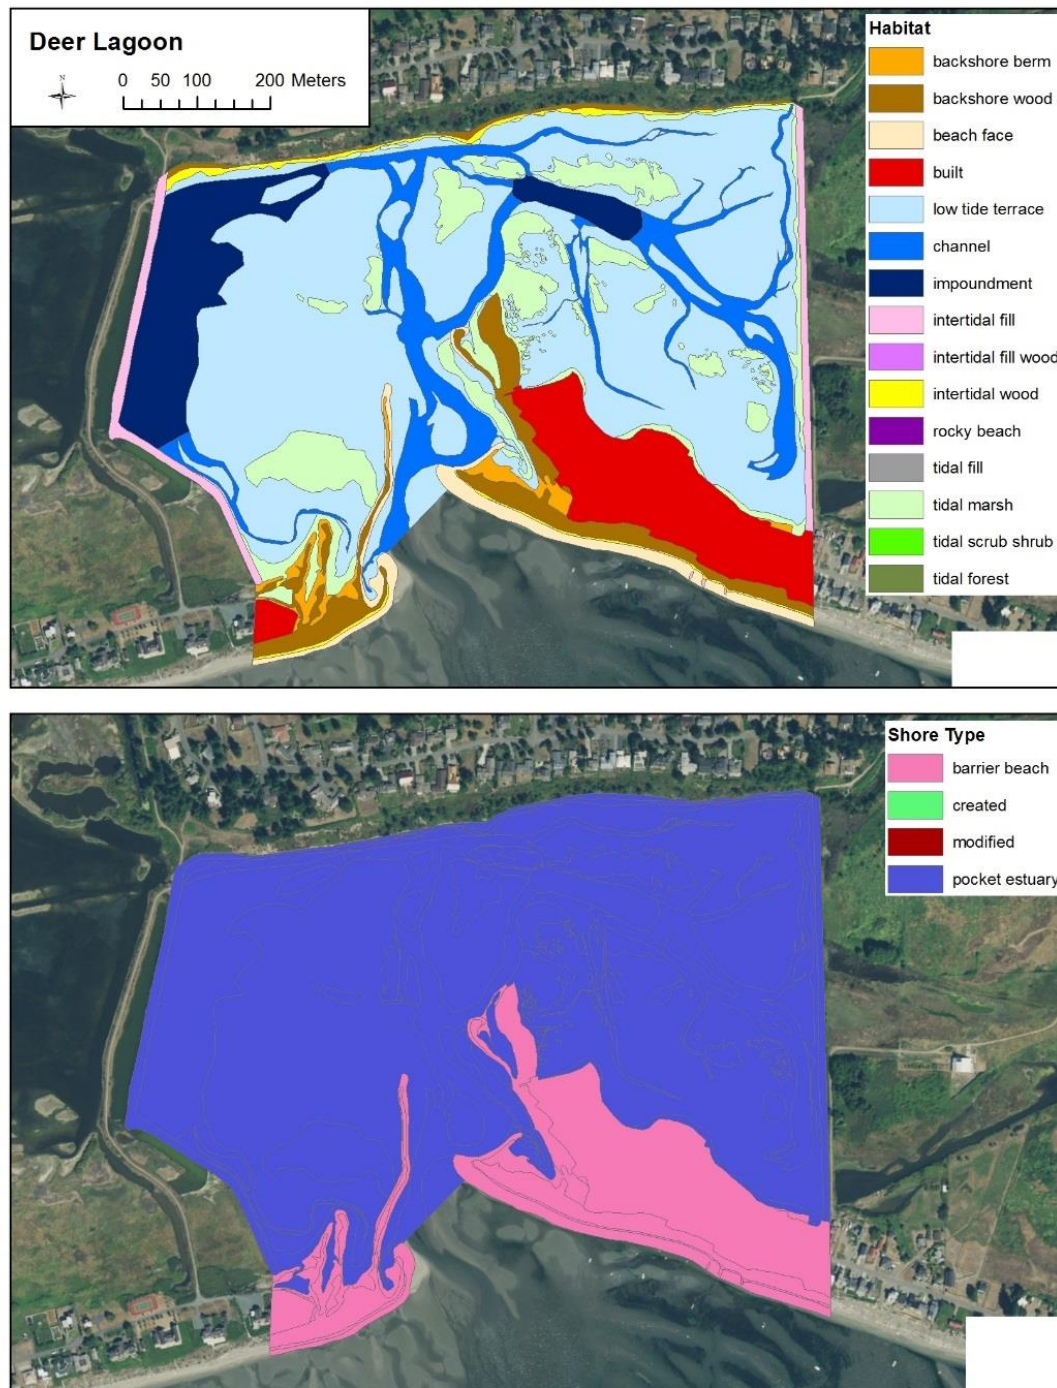 Deer Lagoon
N
0 50 100 200 Meters
Habitat
backshore berm
backshore wood
beach face
built
low tide terrace
channel
impoundment
intertidal fill
intertidal fill wood
intertidal wood
rocky beach
tidal fill
tidal marsh
tidal scrub shrub
tidal forest
Shore Type
barrier beach
created
modified
pocket estuary